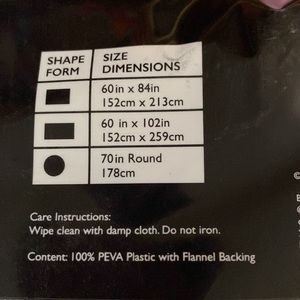 SHAPE SIZE
FORM DIMENSIONS
60in x 84in
152cm x 213cm
60 in x 102in
152cm x 259cm
70in Round
178cm
Care Instructions:
Wipe clean with damp cloth. Do not iron.
Content: 100% PEVA Plastic with Flannel Backing